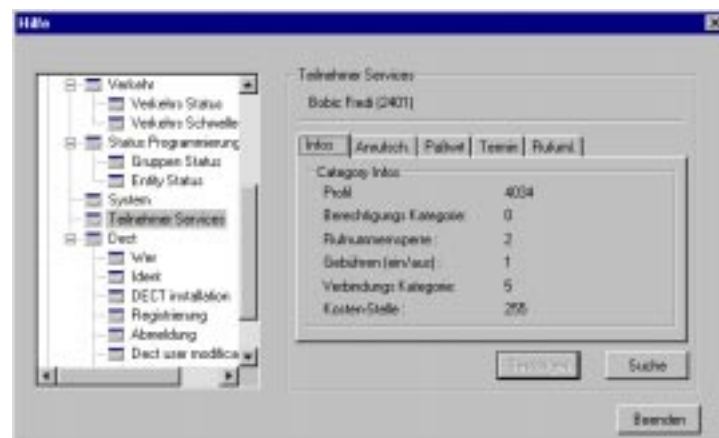 Hilfe
Verkehr
Verkehrs Status
Verkehrs Schwelle
Status Programmierung
Gruppen Status
Entity Status
System
Teilnehmer Services
Dect
Wer
Ident
DECT installation
Registrierung
Abmeldung
Dect user modifica
Teilnehmer Services
Bobic Fredi (2401)
Infos Anrufsch. Paßwrt Termin Rufuml.
Category Infos
Profil 4034
Berechtigungs Kategorie: 0
Rufnummernsperre : 2
Gebühren (ein/aus) : 1
Verbindungs Kategorie: 5
Kosten-Stelle : 255
Suche
Beenden